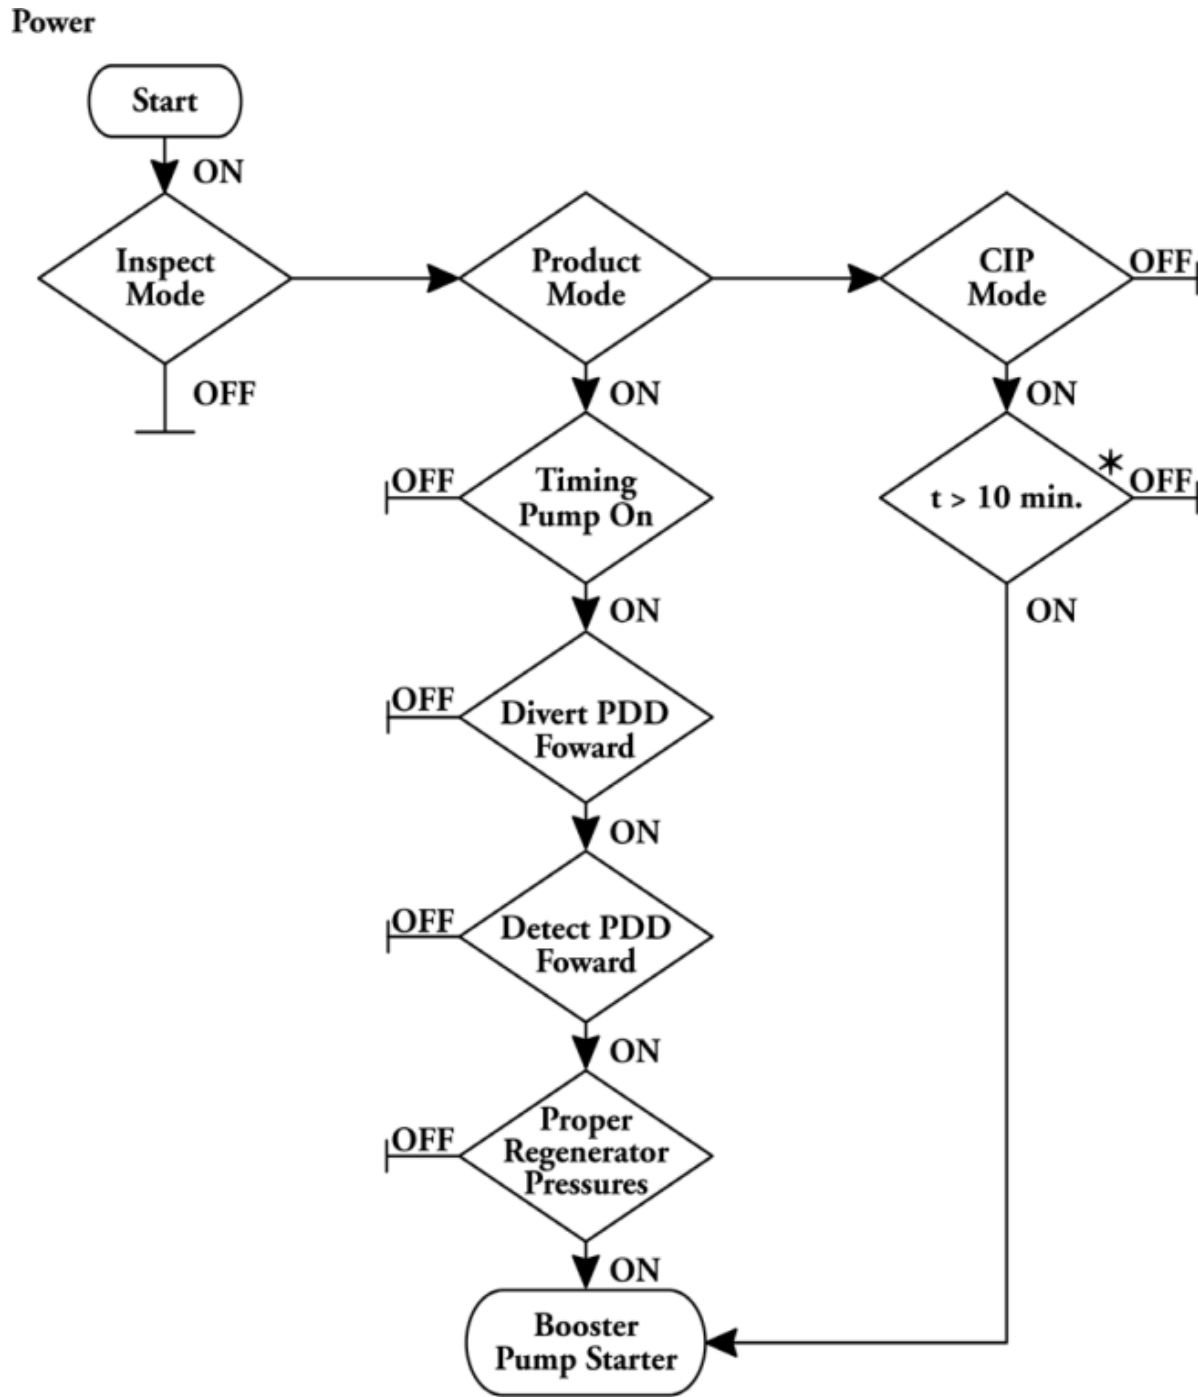 Power
Start
ON
Inspect
Mode
OFF
Product
Mode
ON
OFF
Timing
Pump On
ON
OFF
Divert PDD
Foward
ON
OFF
Detect PDD
Foward
ON
OFF
Proper
Regenerator
Pressures
ON
Booster
Pump Starter
CIP
Mode
OFF
ON
t > 10 min.
*
OFF
ON